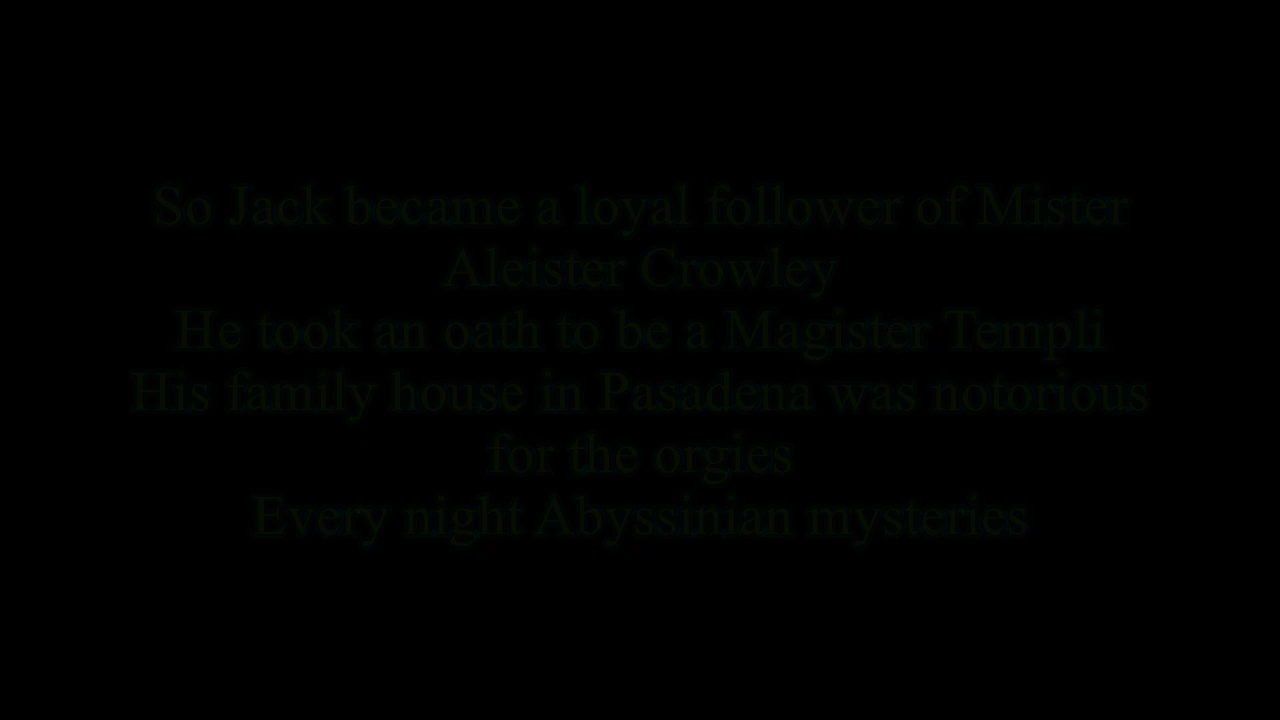 So Jack became a loyal follower of Mister
Aleister Crowley
He took an oath to be a Magister Templi
His family house in Pasadena was notorious
for the orgies
Every night Abyssinian mysteries